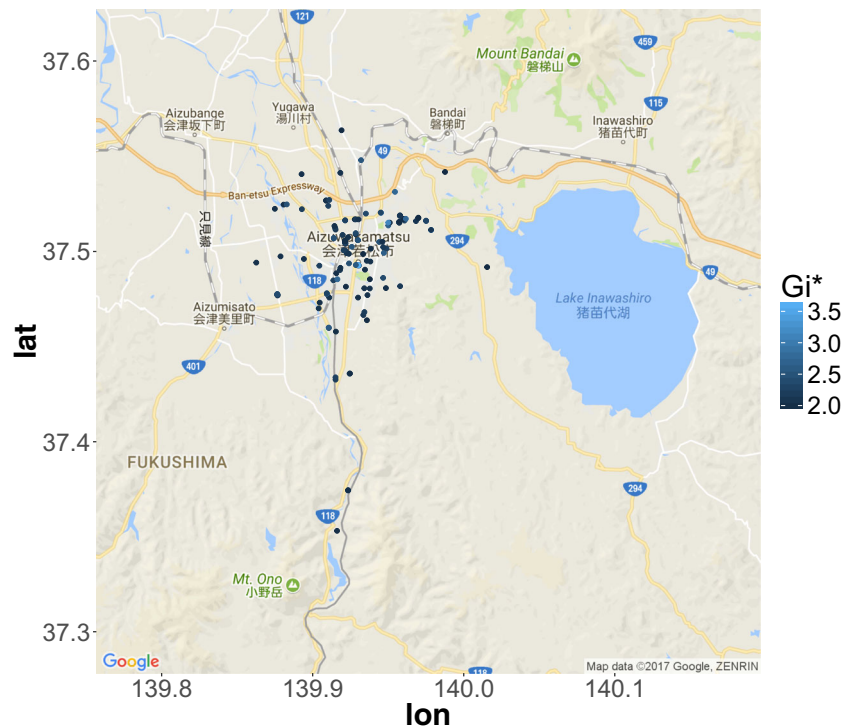 121
37.6
Mount Bandai
磐梯山
459
115
Aizubange
会津坂下町
Yugawa
湯川村
Bandai
磐梯町
Inawashiro
猪苗代町
49
Ban-etsu Expressway
只見線
37.5
Aizuwakamatsu
会津若松市
294
49
118
Gi*
3.5
3.0
2.5
2.0
Lake Inawashiro
猪苗代湖
Aizumisato
会津美里町
lat
401
37.4
FUKUSHIMA
294
118
Mt. Ono
小野岳
37.3
Google
118
Map data ©2017 Google, ZENRIN
139.8
139.9
140.0
140.1
lon